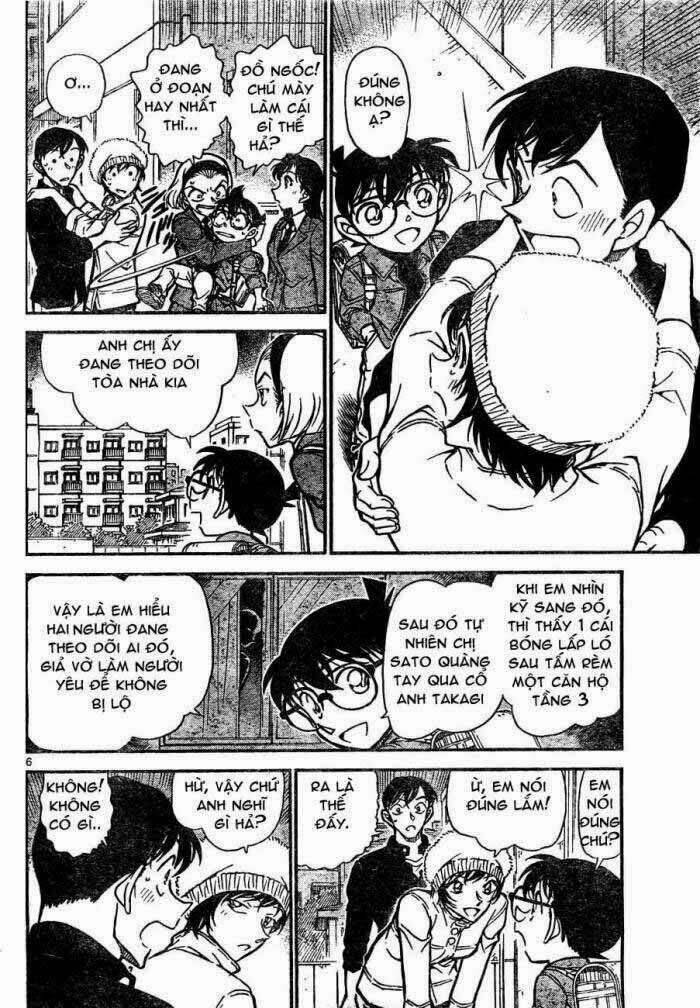 ĐÚNG
KHÔNG
Ạ?
ĐỒ NGỐC!
CHÚ MÀY
LÀM CÁI
GÌ THẾ
HẢ?
ĐANG
Ở ĐOẠN
HAY NHẤT
THÌ...
Ơ...
ANH CHỊ ẤY
ĐANG THEO DÕI
TÒA NHÀ KIA
KHI EM NHÌN
KỸ SANG ĐÓ,
THÌ THẤY 1 CÁI
BÓNG LẤP LÓ
SAU TẤM RÈM
MỘT CĂN HỘ
TẦNG 3
SAU ĐÓ TỰ
NHIÊN CHỊ
SATO QUÀNG
TAY QUA CỔ
ANH TAKAGI
VẬY LÀ EM HIỂU
HAI NGƯỜI ĐANG
THEO DÕI AI ĐÓ,
GIẢ VỜ LÀM NGƯỜI
YÊU ĐỂ KHÔNG
BỊ LỘ
6
EM
NÓI
ĐÚNG
CHỨ?
Ừ, EM NÓI
ĐÚNG LẮM!
RA LÀ
THẾ
ĐẤY.
HỪ, VẬY CHỨ
ANH NGHĨ
GÌ HẢ?
KHÔNG!
KHÔNG
CÓ GÌ..